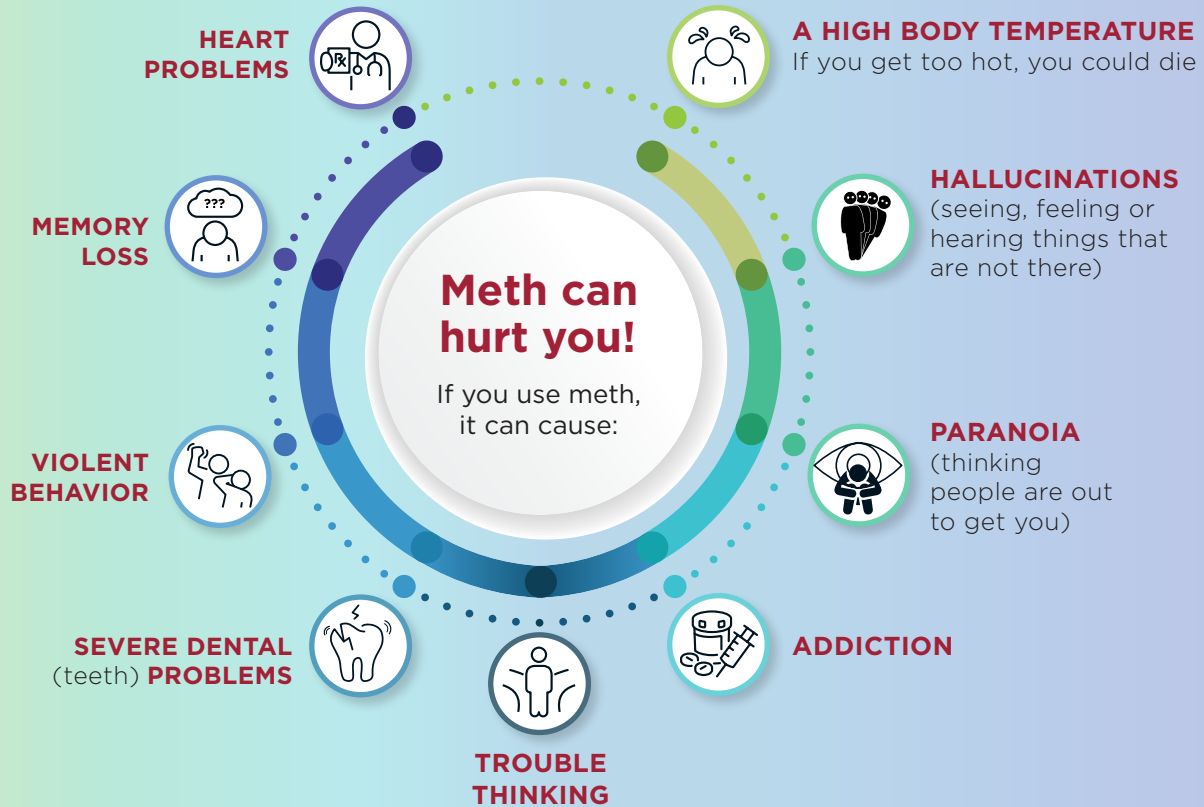 Meth can
hurt you!
If you use meth,
it can cause:
A HIGH BODY TEMPERATURE
If you get too hot, you could die
HALLUCINATIONS
(seeing, feeling or
hearing things that
are not there)
PARANOIA
(thinking
people are out
to get you)
ADDICTION
TROUBLE
THINKING
SEVERE DENTAL
(teeth) PROBLEMS
VIOLENT
BEHAVIOR
MEMORY
LOSS
???
HEART
PROBLEMS
Rx